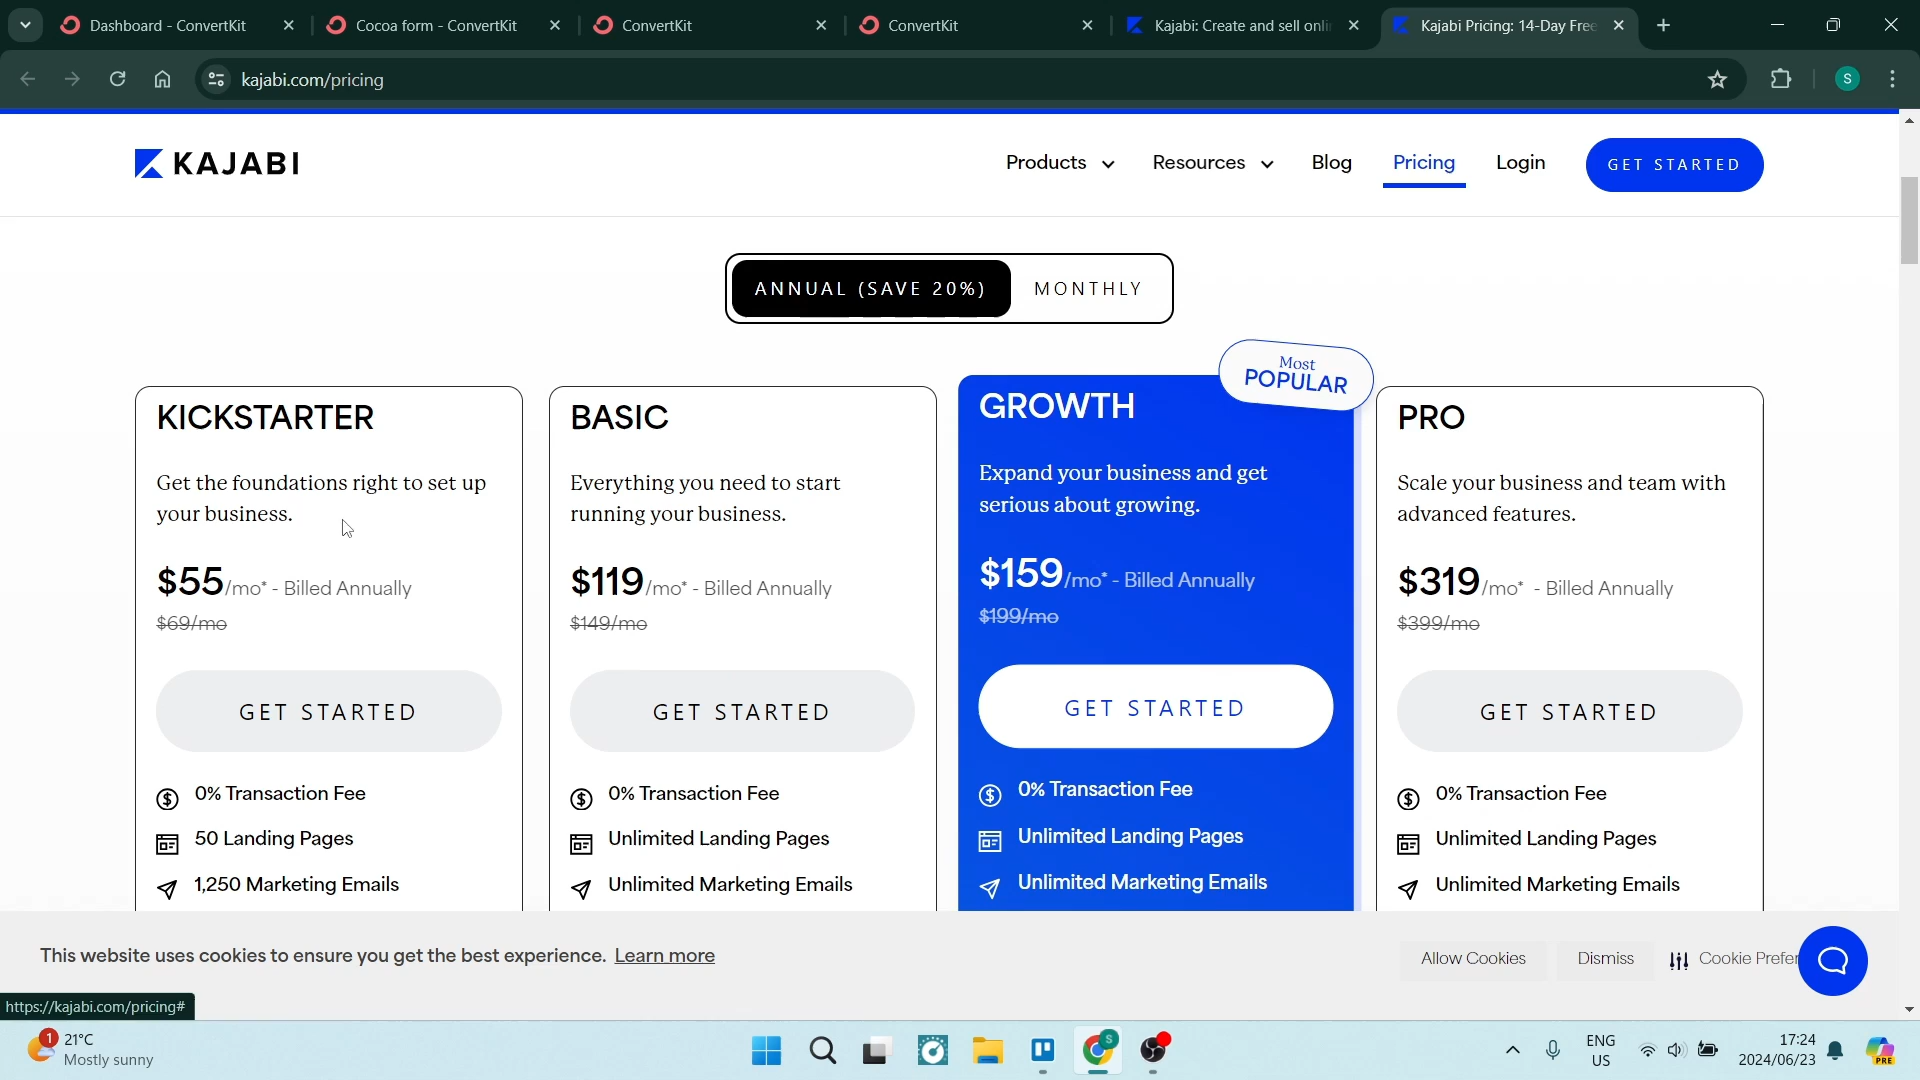 Dashboard - ConvertKit
Cocoa form - ConvertKit
ConvertKit
ConvertKit
Kajabi: Create and sell onli
Kajabi Pricing: 14-Day Free
kajabi.com/pricing
S
KAJABI
Products
Resources
Blog
Pricing
Login
GET STARTED
ANNUAL (SAVE 20%)
MONTHLY
Most
POPULAR
KICKSTARTER
Get the foundations right to set up
your business.
$55/mo* - Billed Annually
$69/mo
GET STARTED
0% Transaction Fee
50 Landing Pages
1,250 Marketing Emails
BASIC
Everything you need to start
running your business.
$119/mo* - Billed Annually
$149/mo
GET STARTED
0% Transaction Fee
Unlimited Landing Pages
Unlimited Marketing Emails
GROWTH
Expand your business and get
serious about growing.
$159/mo* - Billed Annually
$199/mo
GET STARTED
0% Transaction Fee
Unlimited Landing Pages
Unlimited Marketing Emails
PRO
Scale your business and team with
advanced features.
$319/mo* - Billed Annually
$399/mo
GET STARTED
0% Transaction Fee
Unlimited Landing Pages
Unlimited Marketing Emails
This website uses cookies to ensure you get the best experience. Learn more
Allow Cookies
Dismiss
Cookie Prefer
https://kajabi.com/pricing#
1
21°C
Mostly sunny
S
ENG
US
17:24
2024/06/23
PRE